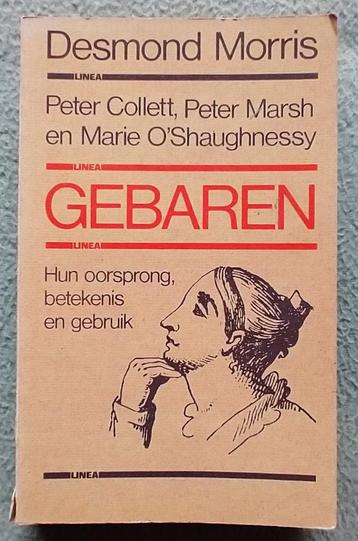 Desmond Morris
LINEA
Peter Collett, Peter Marsh
en Marie O'Shaughnessy
LINEA
GEBAREN
LINEA
Hun oorsprong,
betekenis
en gebruik
LINEA